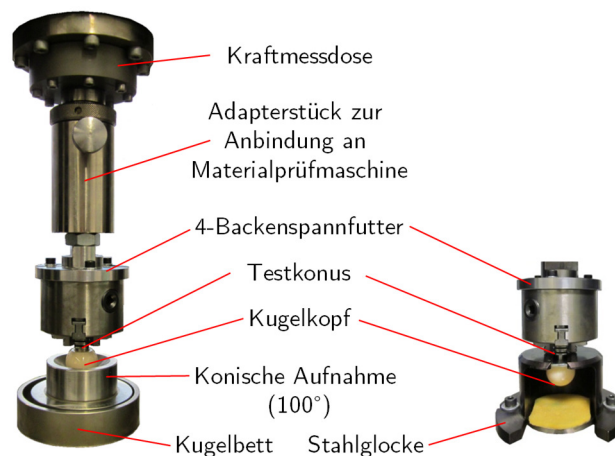 Kraftmessdose
Adapterstück zur
Anbindung an
Materialprüfmaschine
4-Backenspannfutter
Testkonus
Kugelkopf
Konische Aufnahme
(100°)
Kugelbett
Stahlglocke